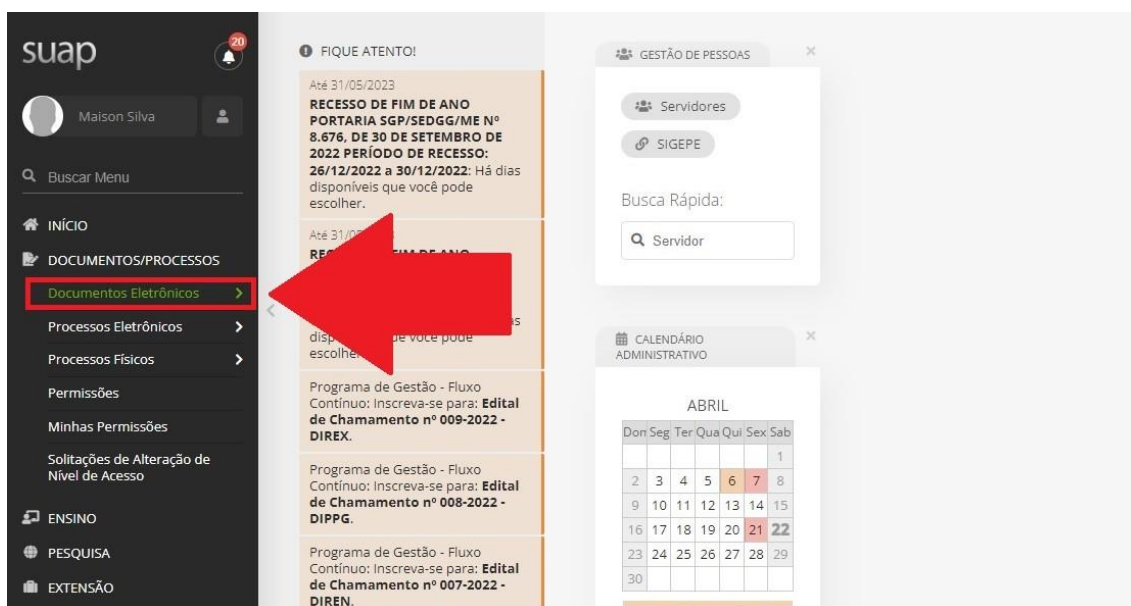 suap
20
Maison Silva
Buscar Menu
INÍCIO
DOCUMENTOS/PROCESSOS
Documentos Eletrônicos
Processos Eletrônicos
Processos Físicos
Permissões
Minhas Permissões
Solitações de Alteração de
Nível de Acesso
ENSINO
PESQUISA
EXTENSÃO
FIQUE ATENTO!
Até 31/05/2023
RECESSO DE FIM DE ANO
PORTARIA SGP/SEDGG/ME Nº
8.676, DE 30 DE SETEMBRO DE
2022 PERÍODO DE RECESSO:
26/12/2022 a 30/12/2022: Há dias
disponíveis que você pode
escolher.
Até
FIM DE ANO
você pode
Programa de Gestão - Fluxo
Contínuo: Inscreva-se para: Edital
de Chamamento nº 009-2022 -
DIREX.
Programa de Gestão - Fluxo
Contínuo: Inscreva-se para: Edital
de Chamamento nº 008-2022 -
DIPPG.
Programa de Gestão - Fluxo
Contínuo: Inscreva-se para: Edital
de Chamamento nº 007-2022 -
DIREN.
GESTÃO DE PESSOAS
Servidores
SIGEPE
Busca Rápida:
Servidor
CALENDÁRIO
ADMINISTRATIVO
ABRIL
Dom Seg Ter Qua Qui Sex Sab
1
2 3 4 5 6 7 8
9 10 11 12 13 14 15
16 17 18 19 20 21 22
23 24 25 26 27 28 29
30